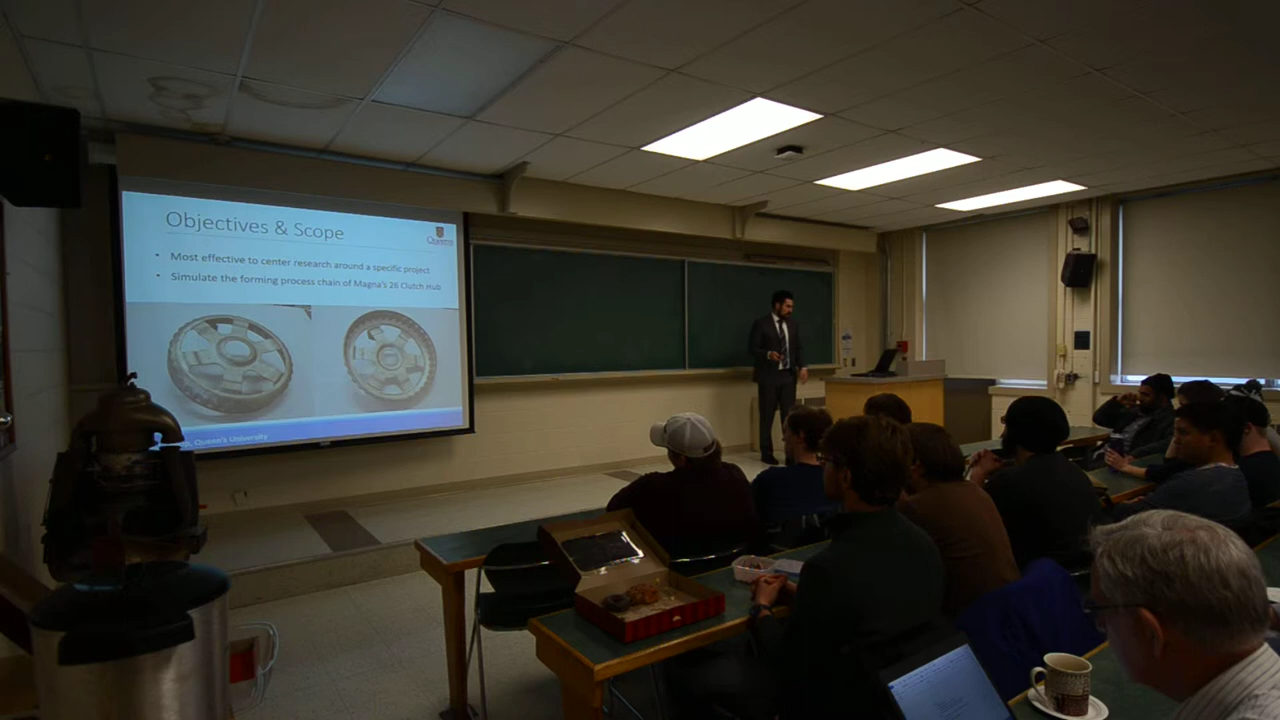 Objectives & Scope
Queen's
• Most effective to center research around a specific project
• Simulate the forming process chain of Magna's 26 Clutch Hub
Queen's University